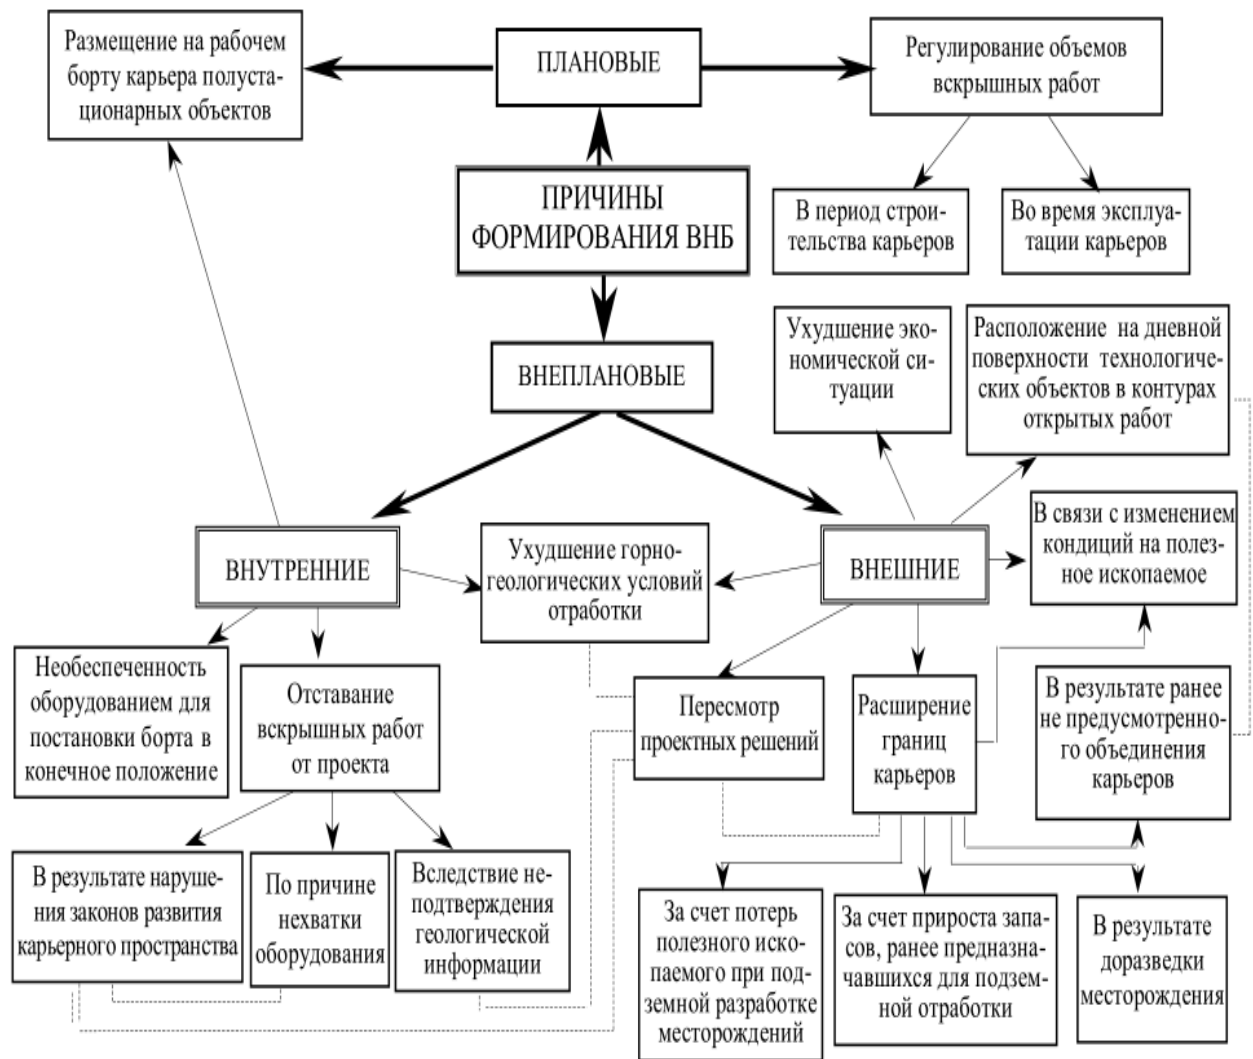 Размещение на рабочем
борту карьера полуста-
ционарных объектов
ПЛАНОВЫЕ
Регулирование объемов
вскрышных работ
ПРИЧИНЫ
ФОРМИРОВАНИЯ ВНБ
В период строи-
тельства карьеров
Во время эксплуа-
тации карьеров
ВНЕПЛАНОВЫЕ
Ухудшение эко-
номической си-
туации
Расположение на дневной
поверхности технологиче-
ских объектов в контурах
открытых работ
ВНУТРЕННИЕ
Ухудшение горно-
геологических условий
отработки
ВНЕШНИЕ
В связи с изменением
кондиций на полез-
ное ископаемое
Необеспеченность
оборудованием для
постановки борта в
конечное положение
Отставание
вскрышных работ
от проекта
Пересмотр
проектных решений
Расширение
границ
карьеров
В результате ранее
не предусмотренно-
го объединения
карьеров
В результате наруше-
ния законов развития
карьерного пространства
По причине
нехватки
оборудования
Вследствие не-
подтверждения
геологической
информации
За счет потерь
полезного иско-
паемого при под-
земной разработке
месторождений
За счет прироста запа-
сов, ранее предназна-
чавшихся для подзем-
ной отработки
В результате
доразведки
месторождения